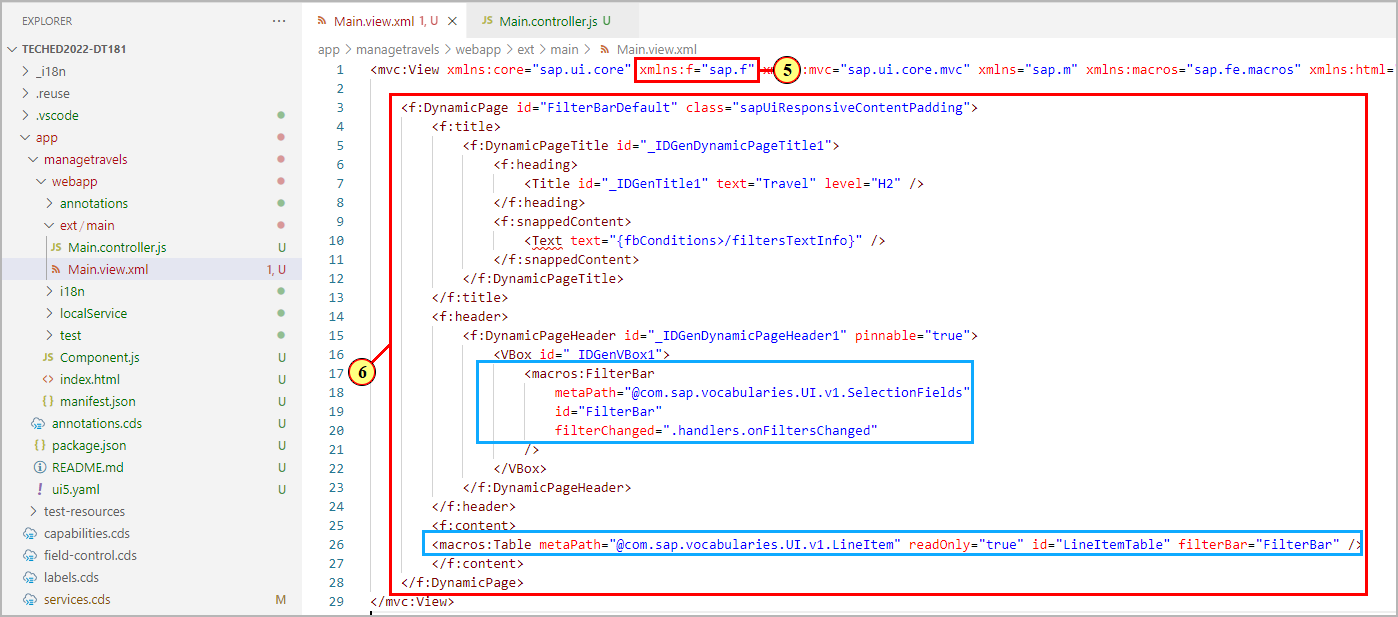 EXPLORER ···
TECHED2022-DT181
_i18n
.reuse
.vscode
app
managetravels
webapp
annotations
ext / main
JS Main.controller.js U
Main.view.xml 1, U
i18n
localService
test
JS Component.js U
<> index.html U
{} manifest.json U
annotations.cds U
{} package.json U
README.md U
! ui5.yaml U
test-resources
capabilities.cds
field-control.cds
labels.cds
services.cds M
Main.view.xml 1, U × JS Main.controller.js U
app > managetravels > webapp > ext > main > Main.view.xml
1 <mvc:View xmlns:core="sap.ui.core" xmlns:f="sap.f" 5 :mvc="sap.ui.core.mvc" xmlns="sap.m" xmlns:macros="sap.fe.macros" xmlns:html=
2
3 <f:DynamicPage id="FilterBarDefault" class="sapUiResponsiveContentPadding">
4 <f:title>
5 <f:DynamicPageTitle id="_IDGenDynamicPageTitle1">
6 <f:heading>
7 <Title id="_IDGenTitle1" text="Travel" level="H2" />
8 </f:heading>
9 <f:snappedContent>
10 <Text text="{fbConditions>/filtersTextInfo}" />
11 </f:snappedContent>
12 </f:DynamicPageTitle>
13 </f:title>
14 <f:header>
15 <f:DynamicPageHeader id="_IDGenDynamicPageHeader1" pinnable="true">
16 <VBox id="_IDGenVBox1">
6
17 <macros:FilterBar
18 metaPath="@com.sap.vocabularies.UI.v1.SelectionFields"
19 id="FilterBar"
20 filterChanged=".handlers.onFiltersChanged"
21 />
22 </VBox>
23 </f:DynamicPageHeader>
24 </f:header>
25 <f:content>
26 <macros:Table metaPath="@com.sap.vocabularies.UI.v1.LineItem" readOnly="true" id="LineItemTable" filterBar="FilterBar" />
27 </f:content>
28 </f:DynamicPage>
29 </mvc:View>